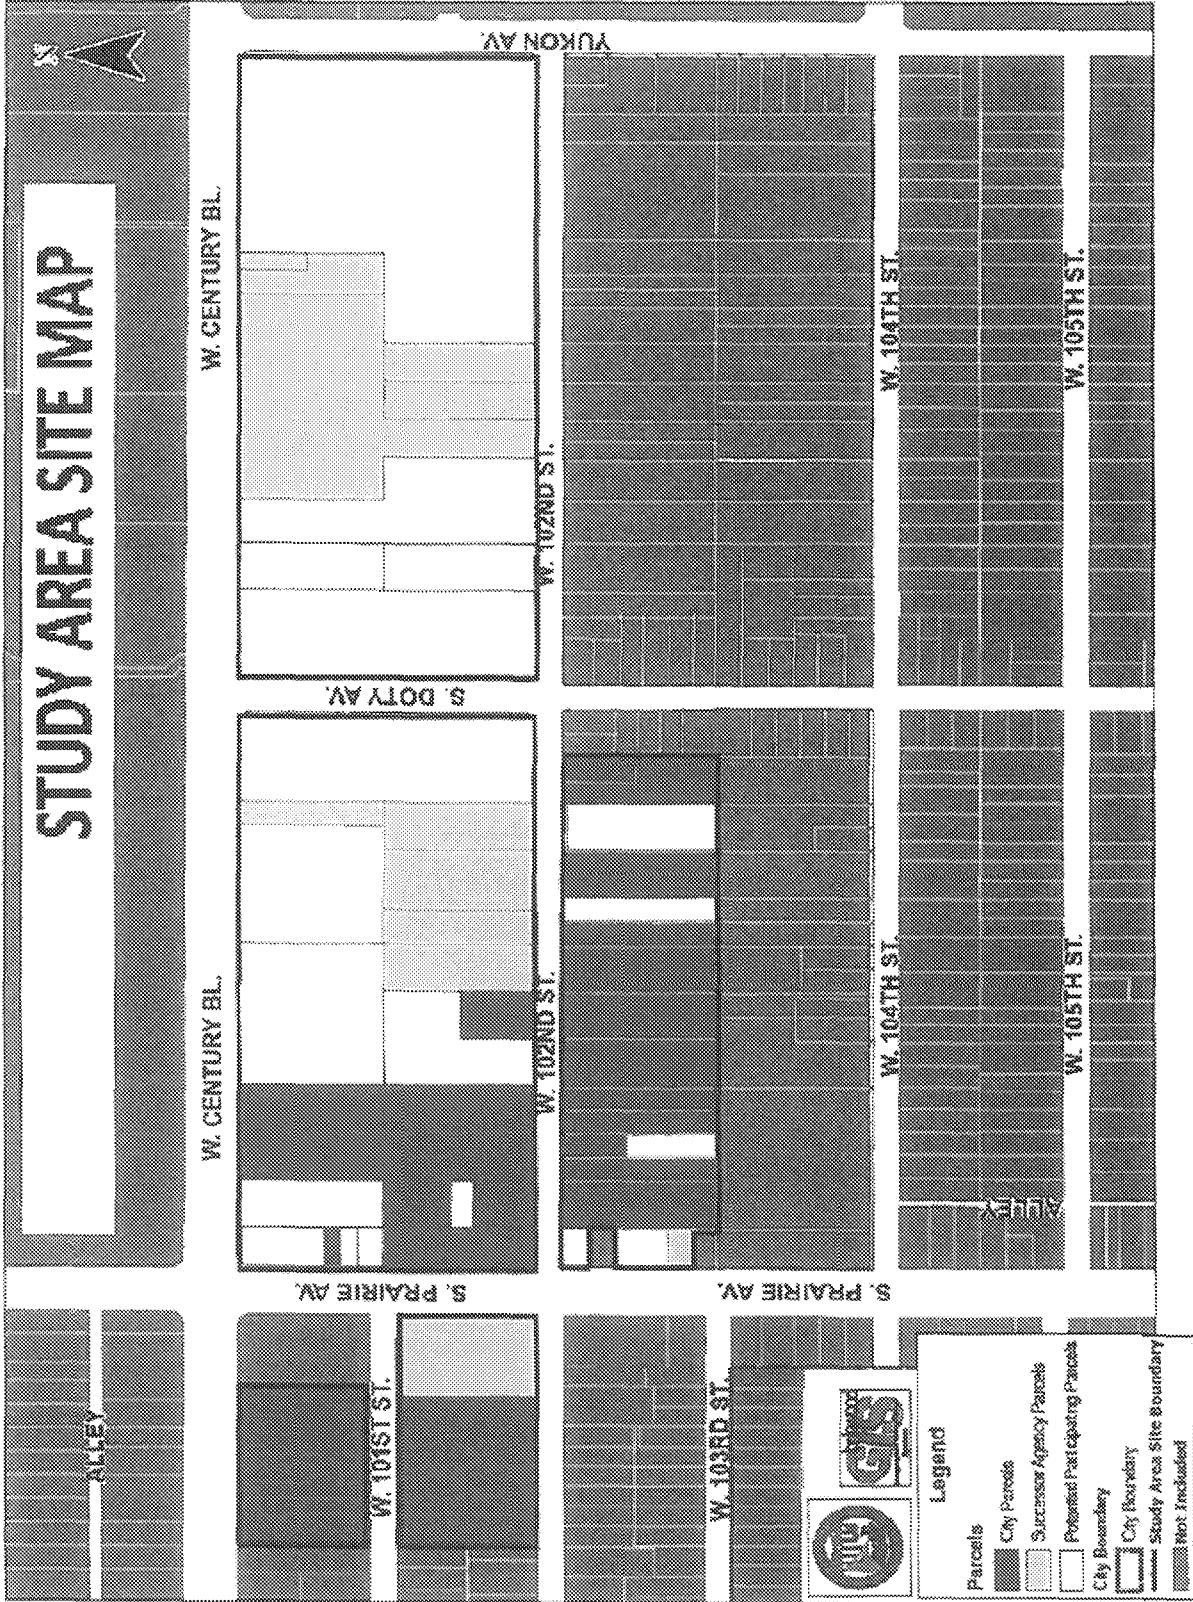 STUDY AREA SITE MAP
N
ALLEY
W. CENTURY BL.
W. CENTURY BL.
S. PRAIRIE AV.
S. DOTY AV.
YUKON AV.
W. 101ST ST.
W. 102ND ST.
W. 102ND ST.
W. 103RD ST.
S. PRAIRIE AV.
W. 104TH ST.
W. 104TH ST.
ALLEY
W. 105TH ST.
W. 105TH ST.
GIS
Legend
Parcels
City Parcels
Successor Agency Parcels
Potential Participating Parcels
City Boundary
City Boundary
Study Area Site Boundary
Not Included